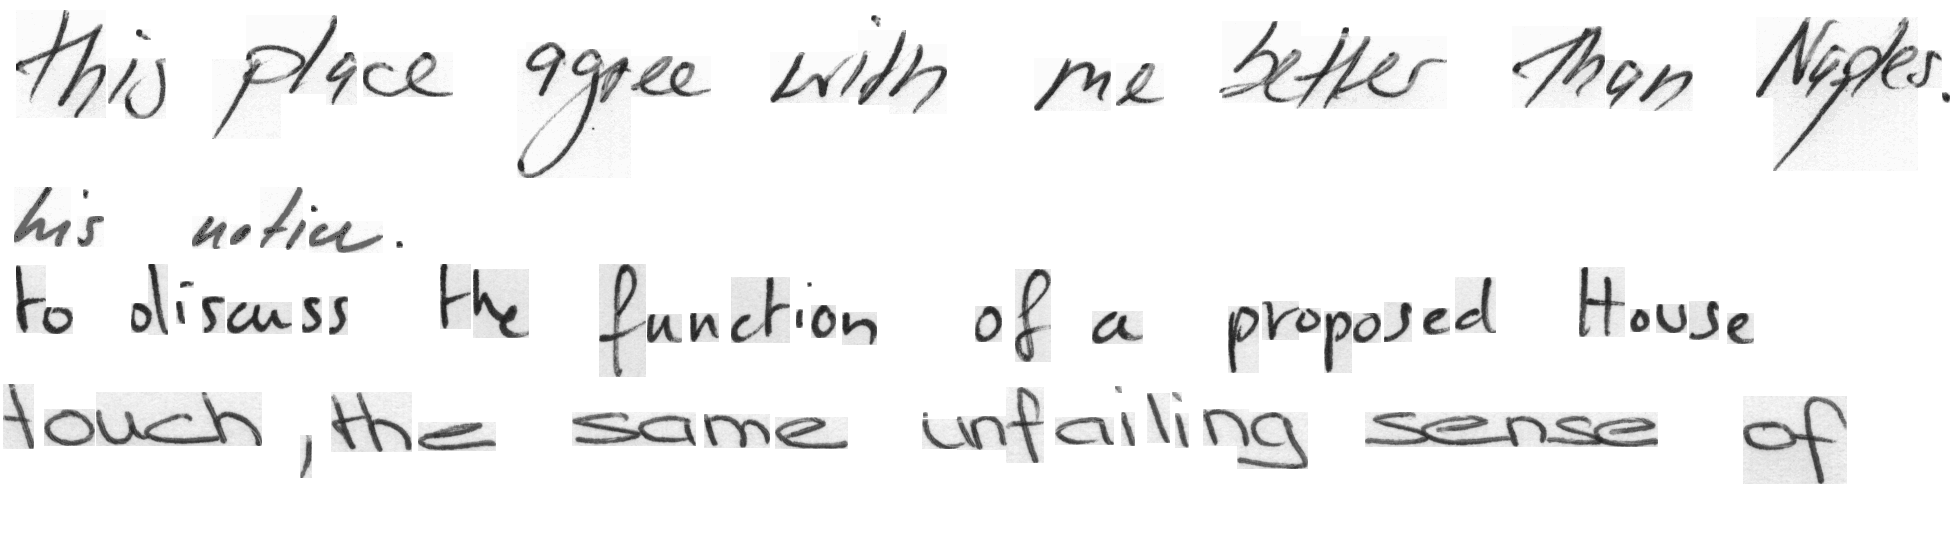 this place agree with me better than Naples.
his notice.
to discuss the function of a proposed House
touch, the same unfailing sense of